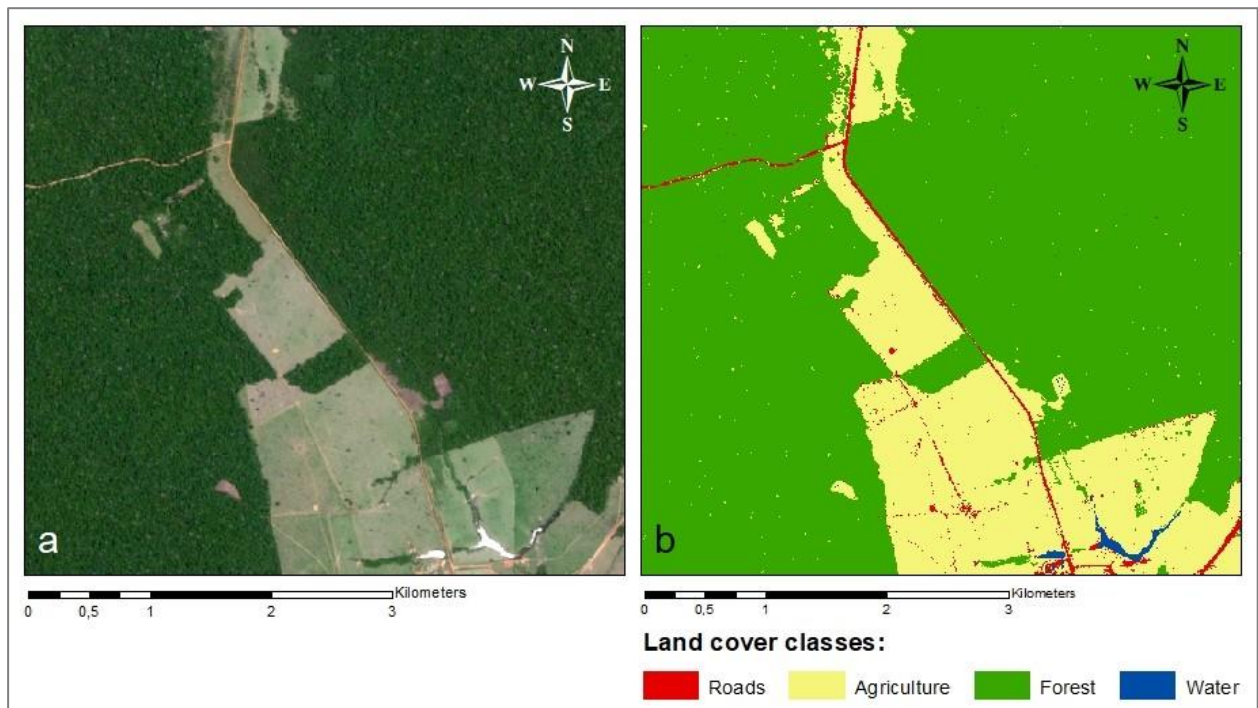 N
W E
S
a
Kilometers
0 0,5 1 2 3
N
W E
S
b
Kilometers
0 0,5 1 2 3
Land cover classes:
Roads Agriculture Forest Water